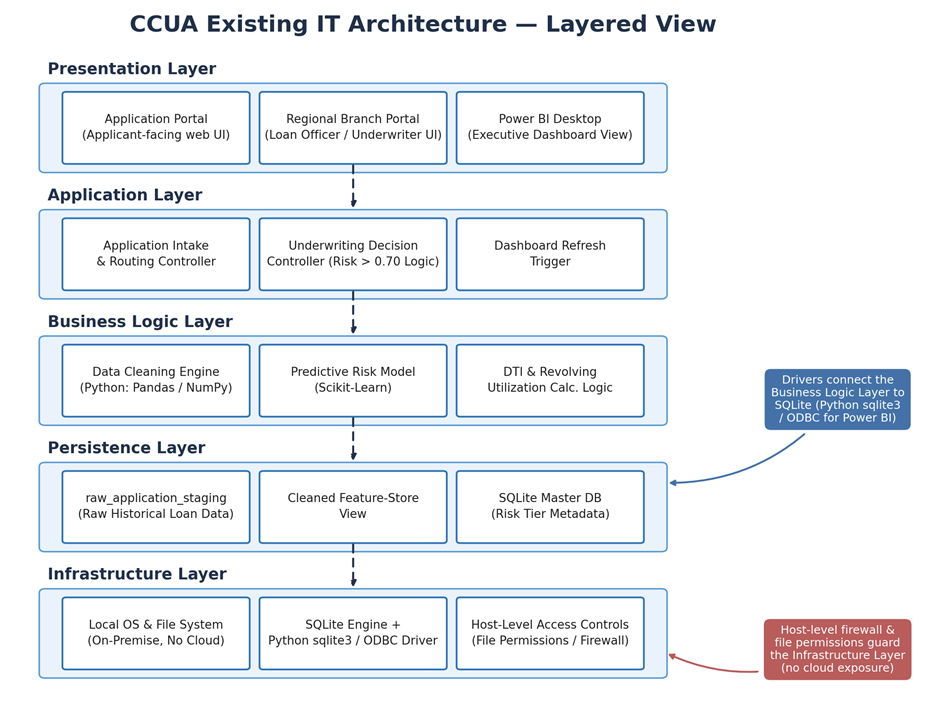 CCUA Existing IT Architecture — Layered View
Presentation Layer
Application Portal
(Applicant-facing web UI)
Regional Branch Portal
(Loan Officer / Underwriter UI)
Power BI Desktop
(Executive Dashboard View)
Application Layer
Application Intake
& Routing Controller
Underwriting Decision
Controller (Risk > 0.70 Logic)
Dashboard Refresh
Trigger
Business Logic Layer
Data Cleaning Engine
(Python: Pandas / NumPy)
Predictive Risk Model
(Scikit-Learn)
DTI & Revolving
Utilization Calc. Logic
Drivers connect the
Business Logic Layer to
SQLite (Python sqlite3
/ ODBC for Power BI)
Persistence Layer
raw_application_staging
(Raw Historical Loan Data)
Cleaned Feature-Store
View
SQLite Master DB
(Risk Tier Metadata)
Infrastructure Layer
Local OS & File System
(On-Premise, No Cloud)
SQLite Engine +
Python sqlite3 / ODBC Driver
Host-Level Access Controls
(File Permissions / Firewall)
Host-level firewall &
file permissions guard
the Infrastructure Layer
(no cloud exposure)